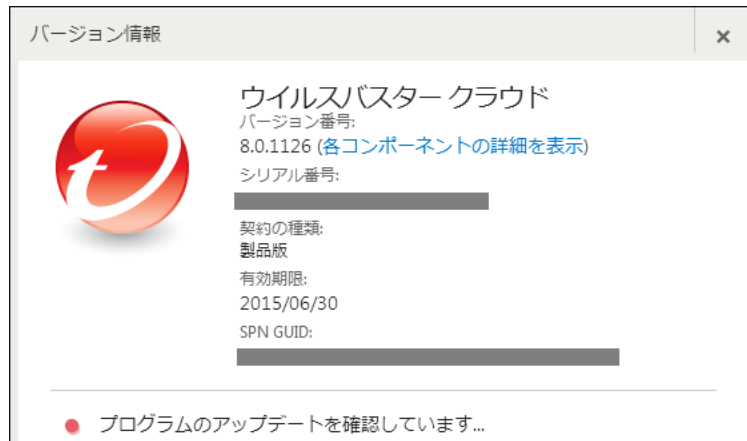 バージョン情報
ウイルスバスター クラウド
バージョン番号:
8.0.1126 (各コンポーネントの詳細を表示)
シリアル番号:
契約の種類:
製品版
有効期限:
2015/06/30
SPN GUID:
プログラムのアップデートを確認しています...